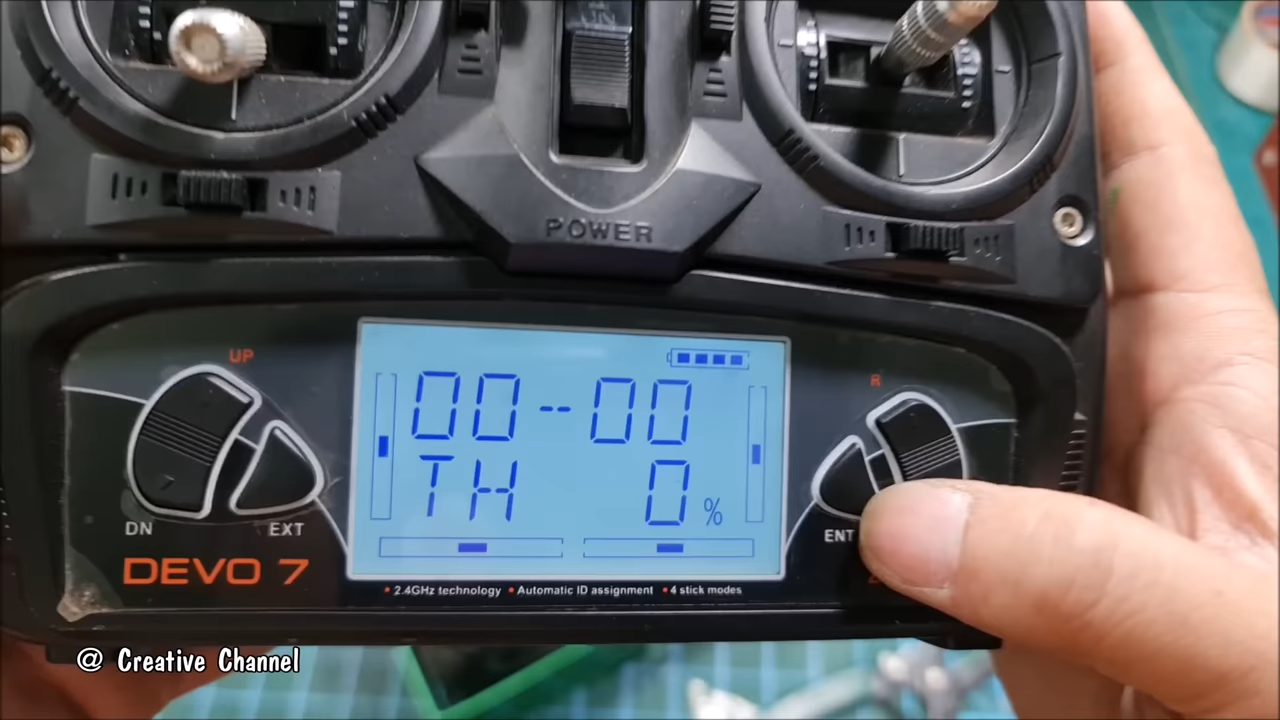 POWER
UP
R
00--00
TH 0 %
DN
EXT
ENT
DEVO 7
• 2.4GHz technology • Automatic ID assignment • 4 stick modes
@ Creative Channel